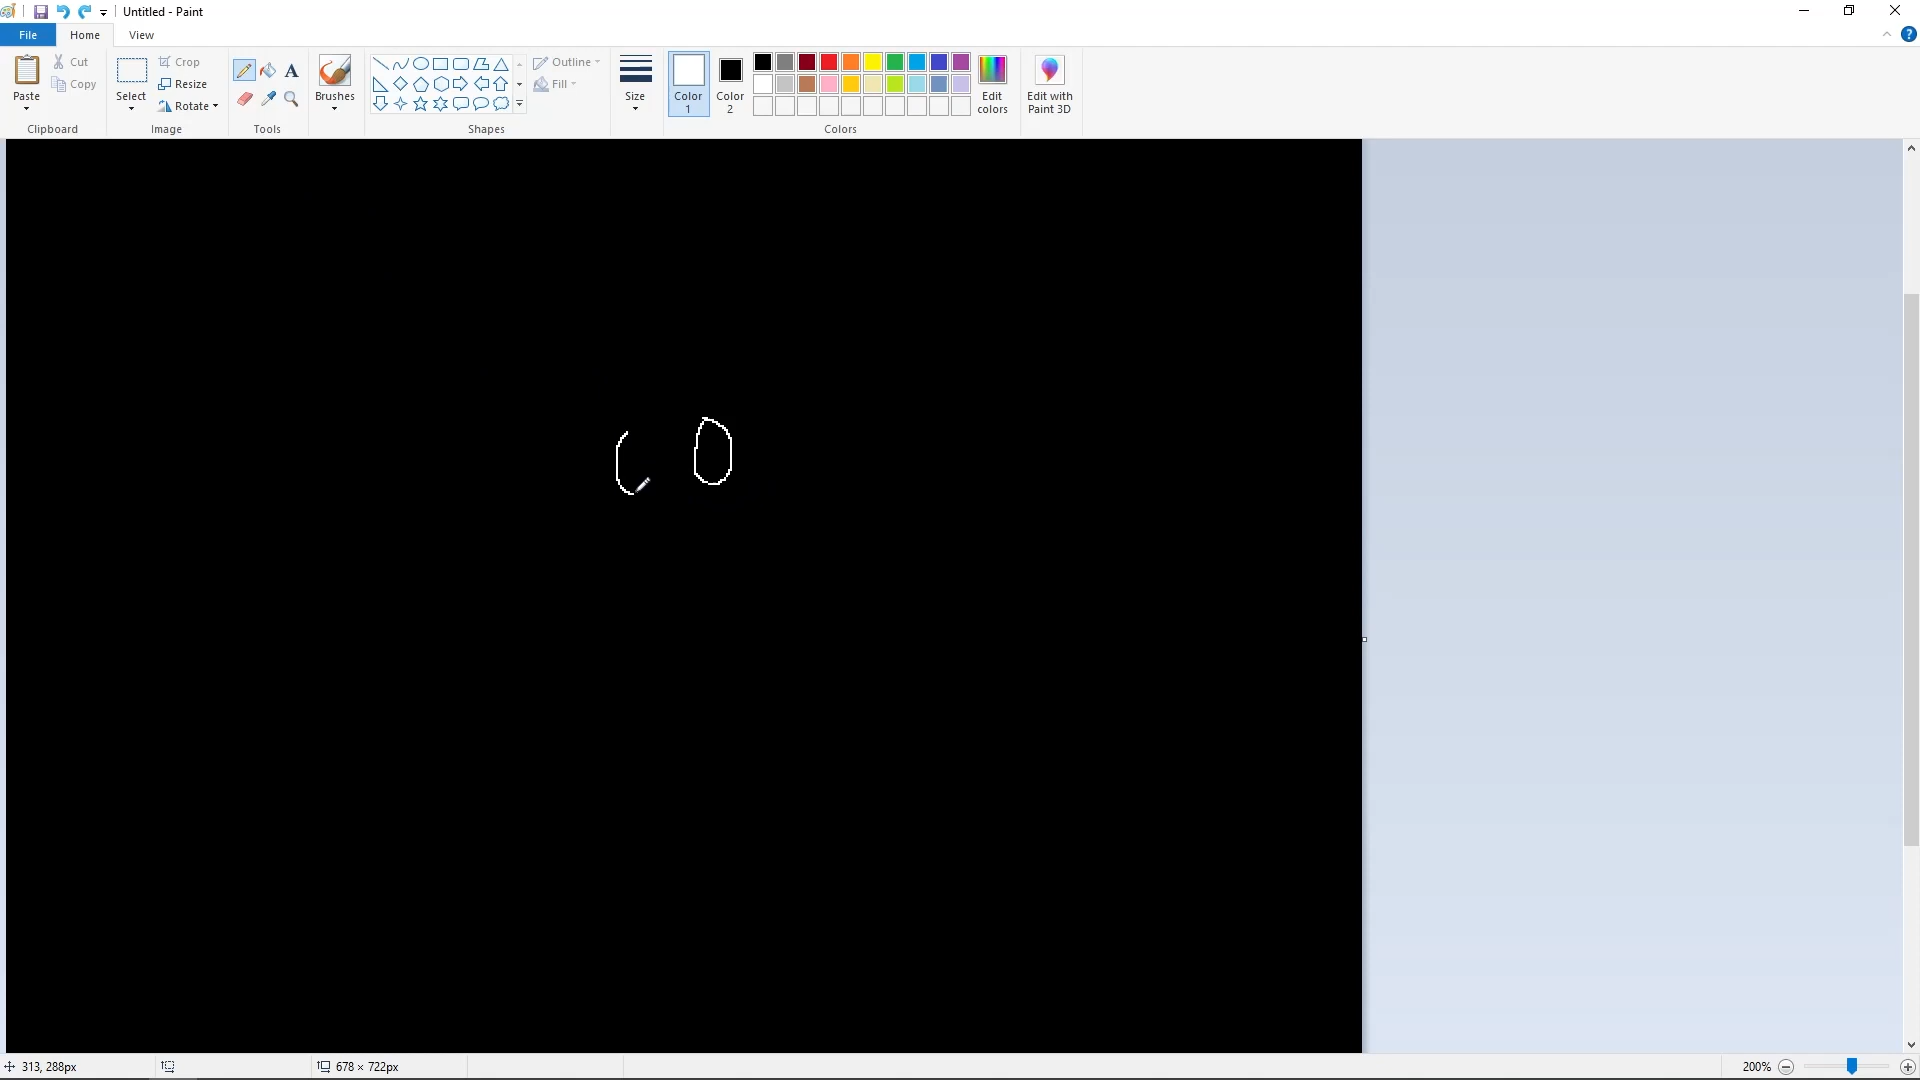 Untitled - Paint
File Home View
Paste
Cut
Copy
Clipboard
Select
Crop
Resize
Rotate
Image
A
Tools
Brushes
Shapes
Outline
Fill
Size
Color 1
Color 2
Colors
Edit colors
Edit with Paint 3D
?
313, 288px
678 × 722px
200%